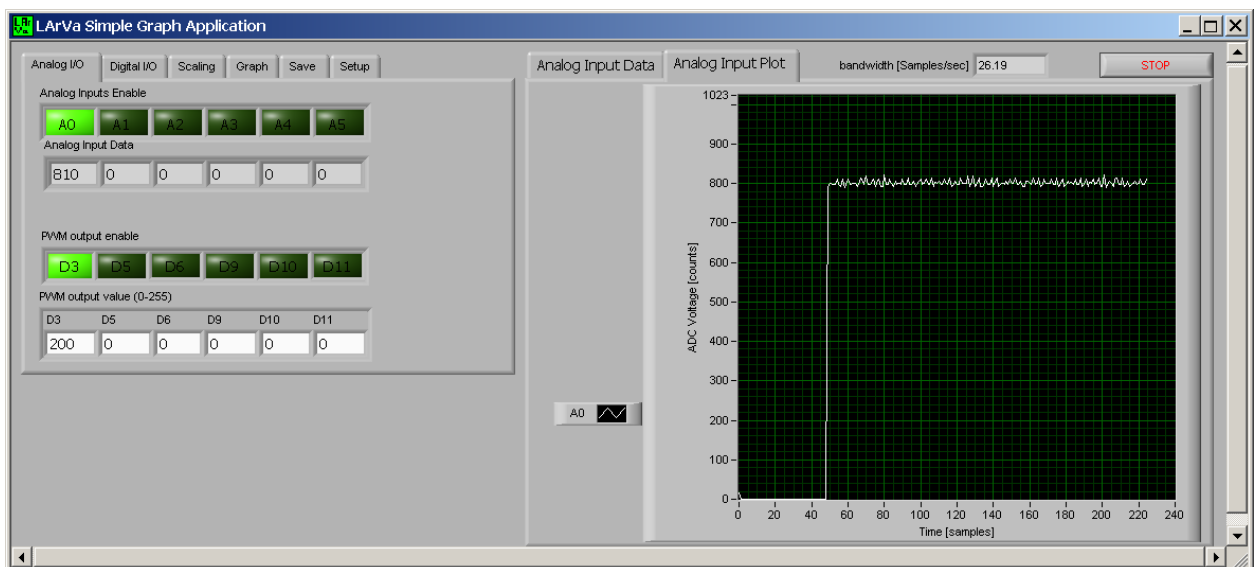 LArVa Simple Graph Application
Analog I/O Digital I/O Scaling Graph Save Setup
Analog Inputs Enable
A0 A1 A2 A3 A4 A5
Analog Input Data
810 0 0 0 0 0
PWM output enable
D3 D5 D6 D9 D10 D11
PWM output value (0-255)
D3 D5 D6 D9 D10 D11
200 0 0 0 0 0
Analog Input Data Analog Input Plot
bandwidth [Samples/sec] 26.19
STOP
A0
ADC Voltage [counts]
1023
900
800
700
600
500
400
300
200
100
0
0 20 40 60 80 100 120 140 160 180 200 220 240
Time [samples]